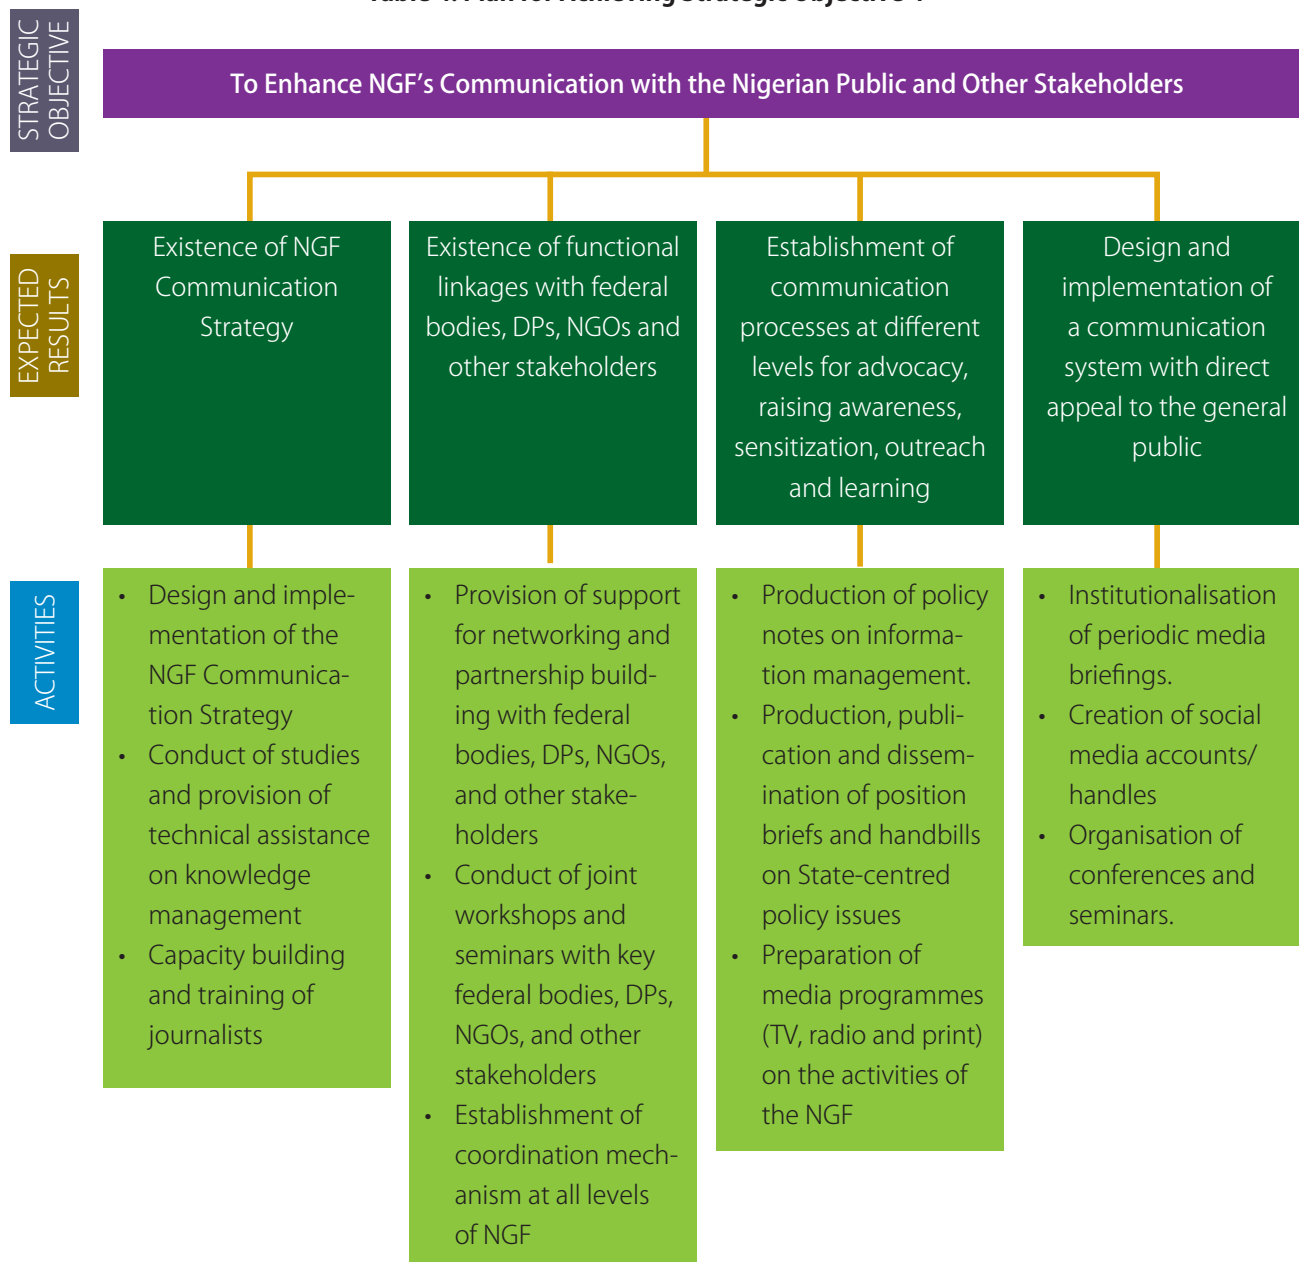 STRATEGIC
OBJECTIVE
To Enhance NGF's Communication with the Nigerian Public and Other Stakeholders
EXPECTED
RESULTS
Existence of NGF
Communication
Strategy
Existence of functional
linkages with federal
bodies, DPs, NGOs and
other stakeholders
Establishment of
communication
processes at different
levels for advocacy,
raising awareness,
sensitization, outreach
and learning
Design and
implementation of
a communication
system with direct
appeal to the general
public
ACTIVITIES
• Design and imple-
mentation of the
NGF Communica-
tion Strategy
• Conduct of studies
and provision of
technical assistance
on knowledge
management
• Capacity building
and training of
journalists
• Provision of support
for networking and
partnership build-
ing with federal
bodies, DPs, NGOs,
and other stake-
holders
• Conduct of joint
workshops and
seminars with key
federal bodies, DPs,
NGOs, and other
stakeholders
• Establishment of
coordination mech-
anism at all levels
of NGF
• Production of policy
notes on informa-
tion management.
• Production, publi-
cation and dissem-
ination of position
briefs and handbills
on State-centred
policy issues
• Preparation of
media programmes
(TV, radio and print)
on the activities of
the NGF
• Institutionalisation
of periodic media
briefings.
• Creation of social
media accounts/
handles
• Organisation of
conferences and
seminars.